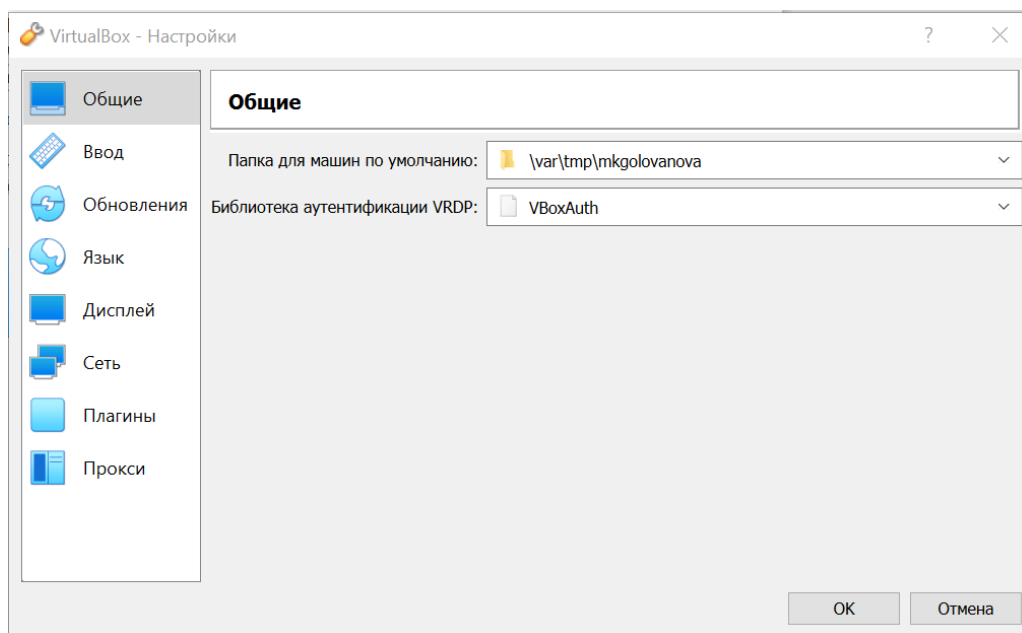 VirtualBox - Настройки
?
Общие
Ввод
Обновления
Язык
Дисплей
Сеть
Плагины
Прокси
Общие
Папка для машин по умолчанию: \var\tmp\mkgolovanova
Библиотека аутентификации VRDP: VBoxAuth
OK Отмена